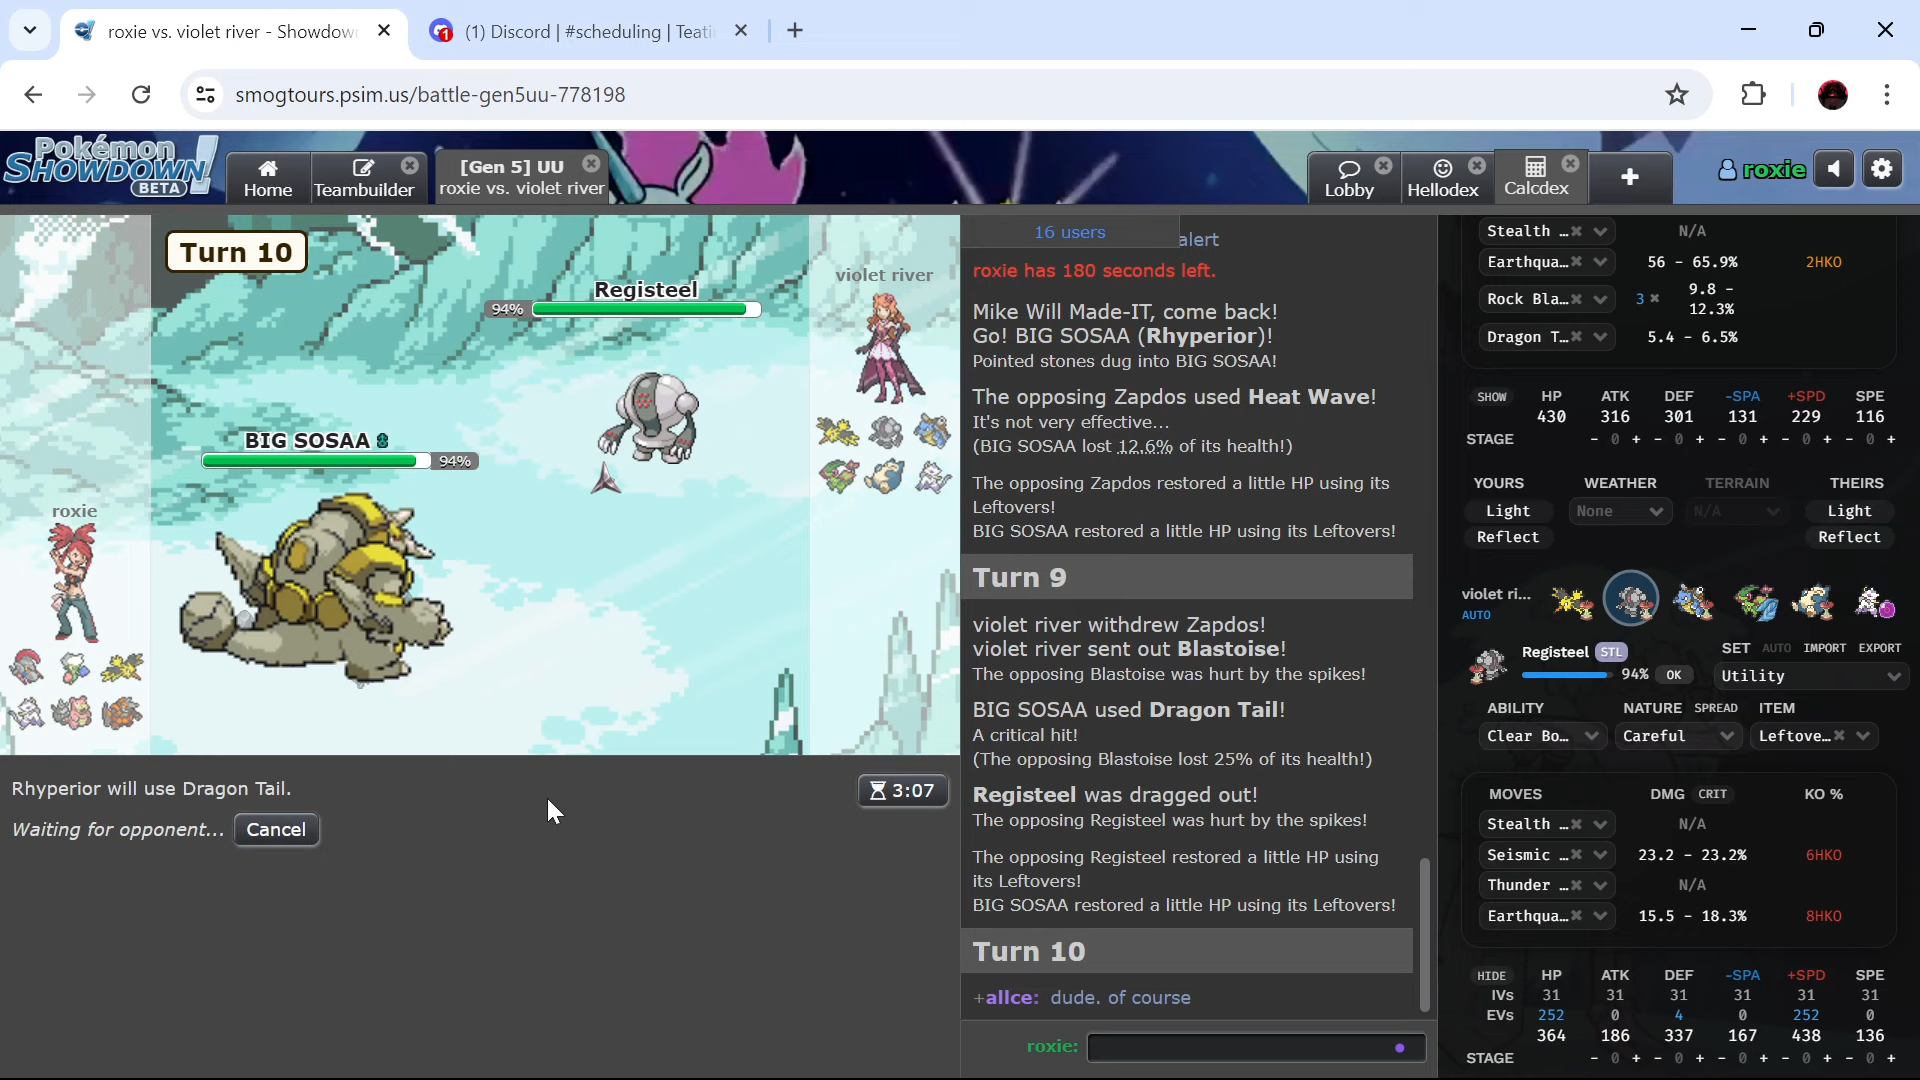 roxie vs. violet river - Showdow
(1) Discord | #scheduling | Teati
smogtours.psim.us/battle-gen5uu-778198
Pokémon
SHOWDOWN!
BETA
Home
Teambuilder
[Gen 5] UU
roxie vs. violet river
Lobby
Hellodex
Calcdex
roxie
Turn 10
Registeel
94%
violet river
BIG SOSAA
94%
roxie
Rhyperior will use Dragon Tail.
Waiting for opponent...
Cancel
3:07
16 users
alert
roxie has 180 seconds left.
Mike Will Made-IT, come back!
Go! BIG SOSAA (Rhyperior)!
Pointed stones dug into BIG SOSAA!
The opposing Zapdos used Heat Wave!
It's not very effective...
(BIG SOSAA lost 12.6% of its health!)
The opposing Zapdos restored a little HP using its
Leftovers!
BIG SOSAA restored a little HP using its Leftovers!
Turn 9
violet river withdrew Zapdos!
violet river sent out Blastoise!
The opposing Blastoise was hurt by the spikes!
BIG SOSAA used Dragon Tail!
A critical hit!
(The opposing Blastoise lost 25% of its health!)
Registeel was dragged out!
The opposing Registeel was hurt by the spikes!
The opposing Registeel restored a little HP using
its Leftovers!
BIG SOSAA restored a little HP using its Leftovers!
Turn 10
+allce: dude. of course
roxie:
Stealth ... N/A
Earthqua... 56 - 65.9% 2HKO
Rock Bla... 3 × 9.8 -
12.3%
Dragon T... 5.4 - 6.5%
SHOW HP ATK DEF -SPA +SPD SPE
430 316 301 131 229 116
STAGE - 0 + - 0 + - 0 + - 0 + - 0 +
YOURS WEATHER TERRAIN THEIRS
Light None N/A Light
Reflect Reflect
violet ri...
AUTO
Registeel STL
94% OK
SET AUTO IMPORT EXPORT
Utility
ABILITY NATURE SPREAD ITEM
Clear Bo... Careful Leftove...
MOVES DMG CRIT KO %
Stealth ... N/A
Seismic ... 23.2 - 23.2% 6HKO
Thunder ... N/A
Earthqua... 15.5 - 18.3% 8HKO
HIDE HP ATK DEF -SPA +SPD SPE
IVs 31 31 31 31 31 31
EVs 252 0 4 0 252 0
364 186 337 167 438 136
STAGE - 0 + - 0 + - 0 + - 0 + - 0 +